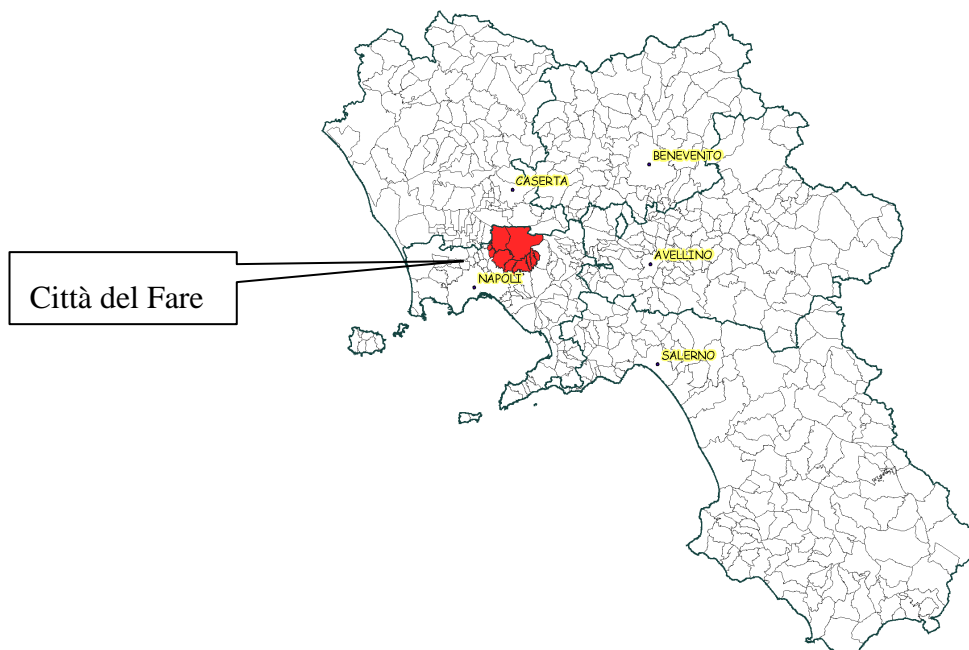 BENEVENTO
CASERTA
AVELLINO
Città del Fare
NAPOLI
SALERNO